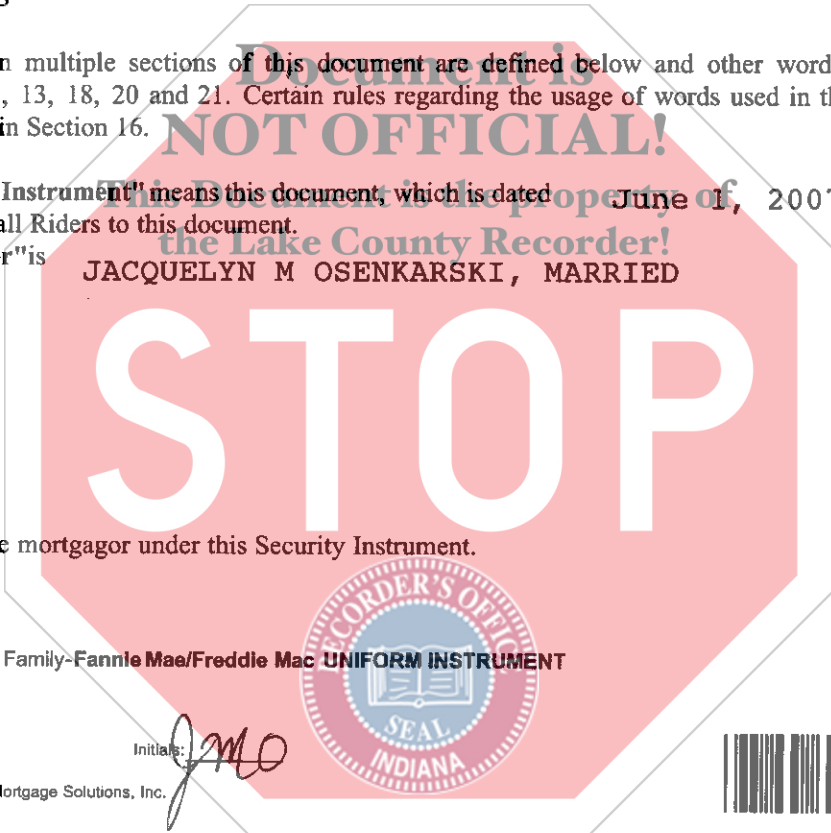 n multiple sections of this document are defined below and other word
Document is
, 13, 18, 20 and 21. Certain rules regarding the usage of words used in th
in Section 16.
NOT OFFICIAL!
Instrument" means this document, which is dated June 1, 200
This Document is the property of
all Riders to this document.
the Lake County Recorder!
r" is
JACQUELYN M OSENKARSKI, MARRIED
STOP
e mortgagor under this Security Instrument.
RECORDER'S OFFICE
Family-Fannie Mae/Freddie Mac UNIFORM INSTRUMENT
SEAL
INDIANA
Initials: JMO
ortgage Solutions, Inc.